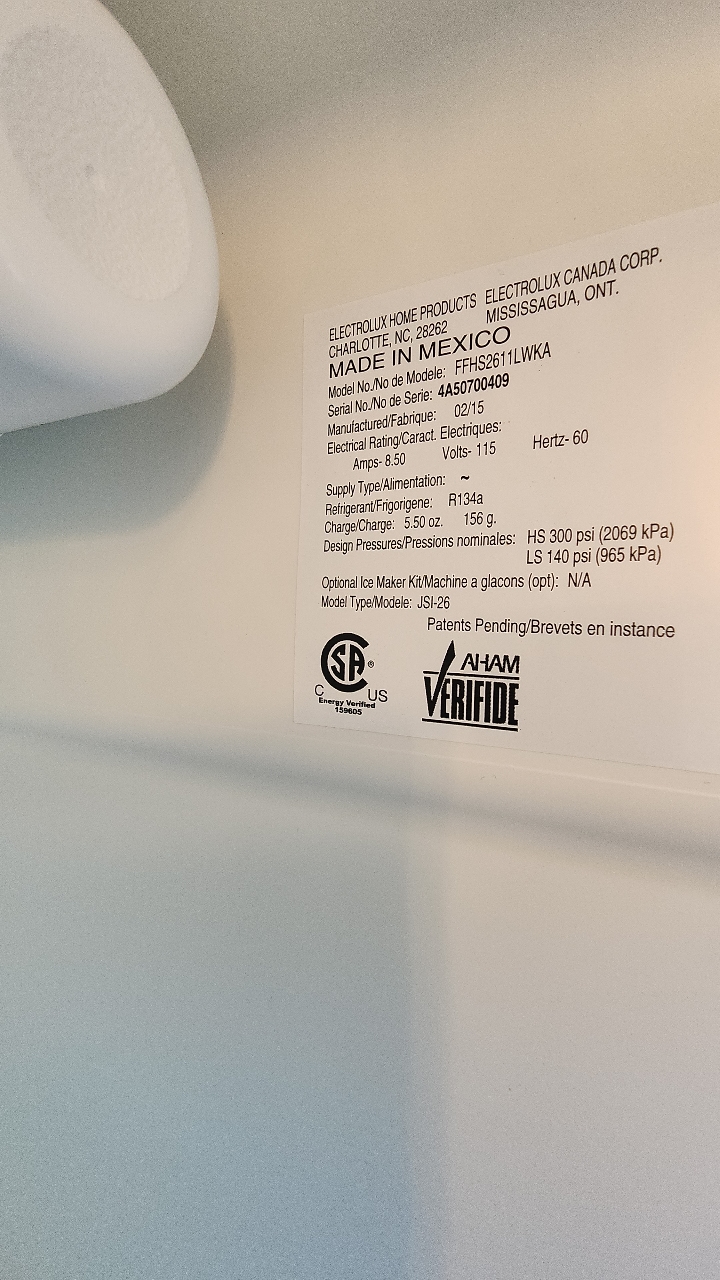 ELECTROLUX HOME PRODUCTS ELECTROLUX CANADA CORP.
CHARLOTTE, NC, 28262 MISSISSAGUA, ONT.
MADE IN MEXICO
Model No./No de Modele: FFHS2611LWKA
Serial No./No de Serie: 4A50700409
Manufactured/Fabrique: 02/15
Electrical Rating/Caract. Electriques:
Amps- 8.50 Volts- 115 Hertz- 60
Supply Type/Alimentation: ~
Refrigerant/Frigorigene: R134a
Charge/Charge: 5.50 oz. 156 g.
Design Pressures/Pressions nominales: HS 300 psi (2069 kPa)
LS 140 psi (965 kPa)
Optional Ice Maker Kit/Machine a glacons (opt): N/A
Model Type/Modele: JSI-26
Patents Pending/Brevets en instance
CSA ®
C US
Energy Verified
159605
AHAM
VERIFIDE